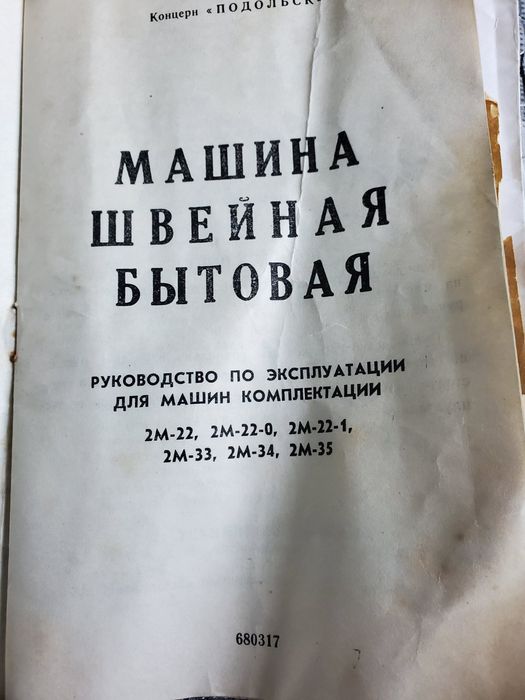 Концерн «ПОДОЛЬСК
МАШИНА
ШВЕЙНАЯ
БЫТОВАЯ
РУКОВОДСТВО ПО ЭКСПЛУАТАЦИИ
ДЛЯ МАШИН КОМПЛЕКТАЦИИ
2М-22, 2М-22-0, 2М-22-1,
2М-33, 2М-34, 2М-35
680317